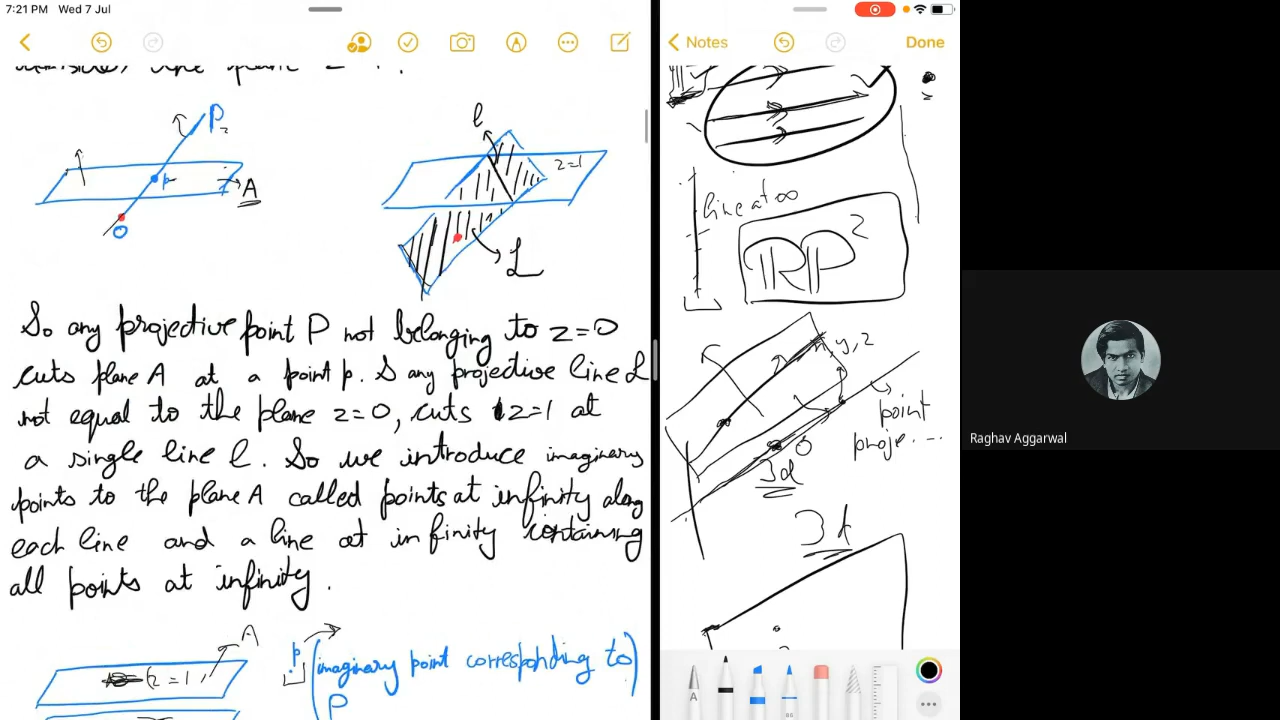 7:21 PM Wed 7 Jul
Notes
Done
P
p
A
O
l
z=1
L
So any projective point P not belonging to z=0
cuts plane A at a point p. & any projective line L
not equal to the plane z=0, cuts z=1 at
a single line l. So we introduce imaginary
points to the plane A called points at infinity along
each line and a line at infinity containing
all points at infinity.
A
z=1
p
(imaginary point corresponding to)
P
line at ∞
RP²
x, y, z
point
proje....
O
3d
3d
Raghav Aggarwal